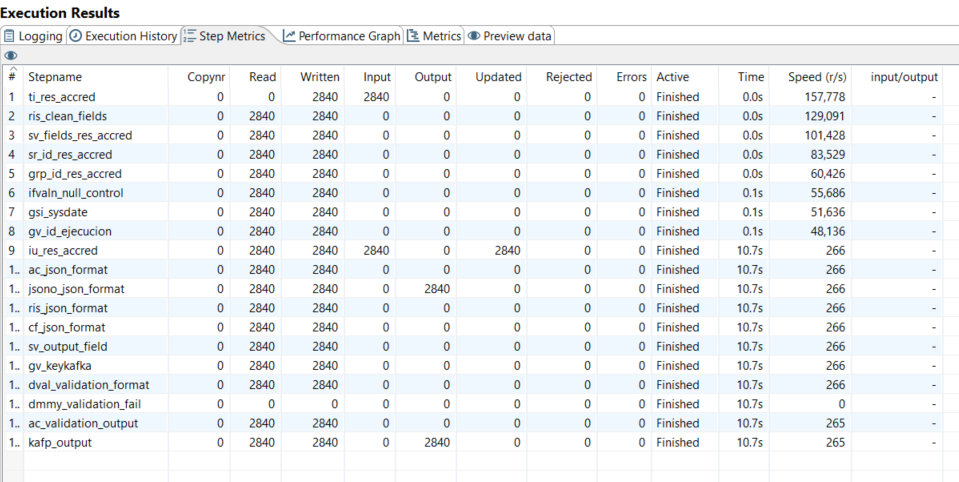 Execution Results
Logging Execution History Step Metrics Performance Graph Metrics Preview data
# Stepname Copynr Read Written Input Output Updated Rejected Errors Active Time Speed (r/s) input/output
1 ti_res_accred 0 0 2840 2840 0 0 0 0 Finished 0.0s 157,778 -
2 ris_clean_fields 0 2840 2840 0 0 0 0 0 Finished 0.0s 129,091 -
3 sv_fields_res_accred 0 2840 2840 0 0 0 0 0 Finished 0.0s 101,428 -
4 sr_id_res_accred 0 2840 2840 0 0 0 0 0 Finished 0.0s 83,529 -
5 grp_id_res_accred 0 2840 2840 0 0 0 0 0 Finished 0.0s 60,426 -
6 ifvaln_null_control 0 2840 2840 0 0 0 0 0 Finished 0.1s 55,686 -
7 gsi_sysdate 0 2840 2840 0 0 0 0 0 Finished 0.1s 51,636 -
8 gv_id_ejecucion 0 2840 2840 0 0 0 0 0 Finished 0.1s 48,136 -
9 iu_res_accred 0 2840 2840 2840 0 2840 0 0 Finished 10.7s 266 -
1.. ac_json_format 0 2840 2840 0 0 0 0 0 Finished 10.7s 266 -
1.. jsono_json_format 0 2840 2840 0 2840 0 0 0 Finished 10.7s 266 -
1.. ris_json_format 0 2840 2840 0 0 0 0 0 Finished 10.7s 266 -
1.. cf_json_format 0 2840 2840 0 0 0 0 0 Finished 10.7s 266 -
1.. sv_output_field 0 2840 2840 0 0 0 0 0 Finished 10.7s 266 -
1.. gv_keykafka 0 2840 2840 0 0 0 0 0 Finished 10.7s 266 -
1.. dval_validation_format 0 2840 2840 0 0 0 0 0 Finished 10.7s 266 -
1.. dmmy_validation_fail 0 0 0 0 0 0 0 0 Finished 10.7s 0 -
1.. ac_validation_output 0 2840 2840 0 0 0 0 0 Finished 10.7s 265 -
1.. kafp_output 0 2840 2840 0 2840 0 0 0 Finished 10.7s 265 -